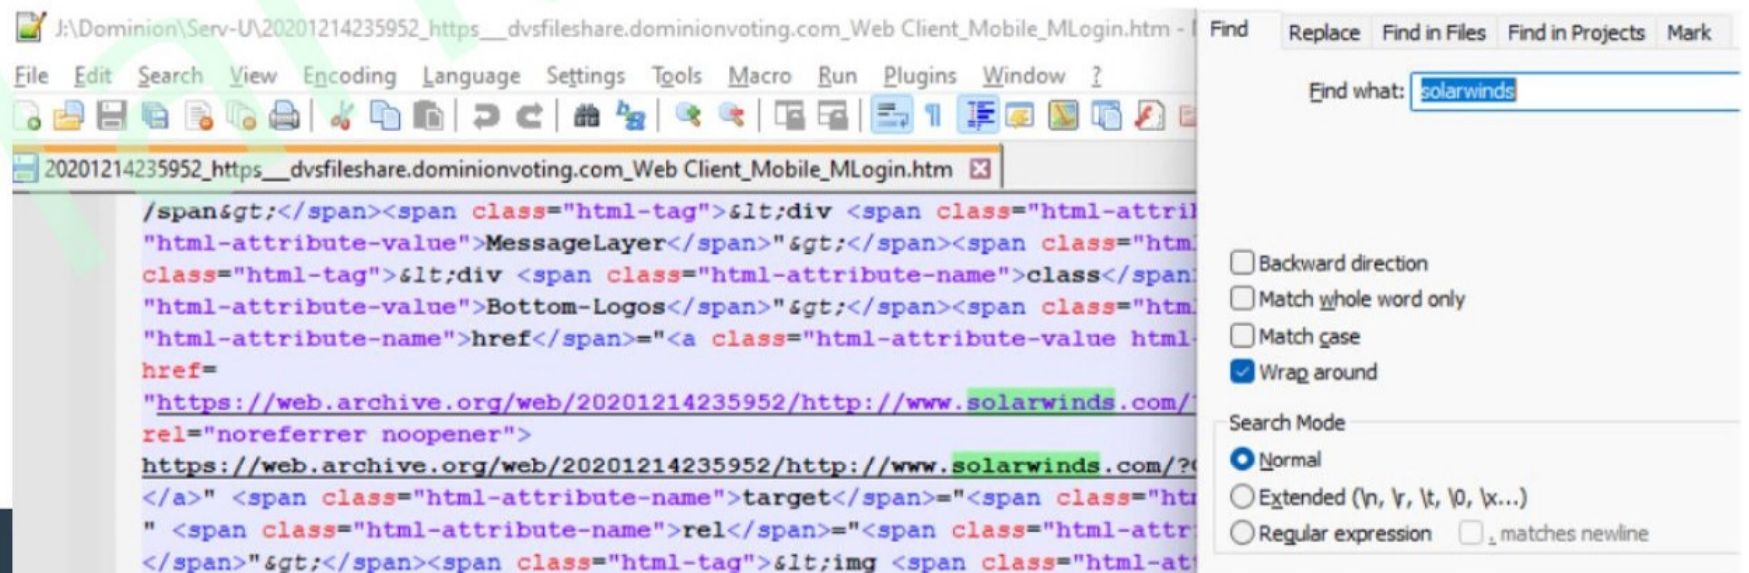 J:\Dominion\Serv-U\20201214235952_https__dvsfileshare.dominionvoting.com_Web Client_Mobile_MLogin.htm -
File Edit Search View Encoding Language Settings Tools Macro Run Plugins Window ?
20201214235952_https__dvsfileshare.dominionvoting.com_Web Client_Mobile_MLogin.htm
/span&gt;</span><span class="html-tag">&lt;div <span class="html-attrib
"html-attribute-value">MessageLayer</span>"&gt;</span><span class="htm
class="html-tag">&lt;div <span class="html-attribute-name">class</span
"html-attribute-value">Bottom-Logos</span>"&gt;</span><span class="htm
"html-attribute-name">href</span>="<a class="html-attribute-value html-
href=
"https://web.archive.org/web/20201214235952/http://www.solarwinds.com/
rel="noreferrer noopener">
https://web.archive.org/web/20201214235952/http://www.solarwinds.com/?
</a>" <span class="html-attribute-name">target</span>="<span class="ht
" <span class="html-attribute-name">rel</span>="<span class="html-attr
</span>"&gt;</span><span class="html-tag">&lt;img <span class="html-at
Find Replace Find in Files Find in Projects Mark
Find what: solarwinds
Backward direction
Match whole word only
Match case
Wrap around
Search Mode
Normal
Extended (\n, \r, \t, \0, \x...)
Regular expression . matches newline